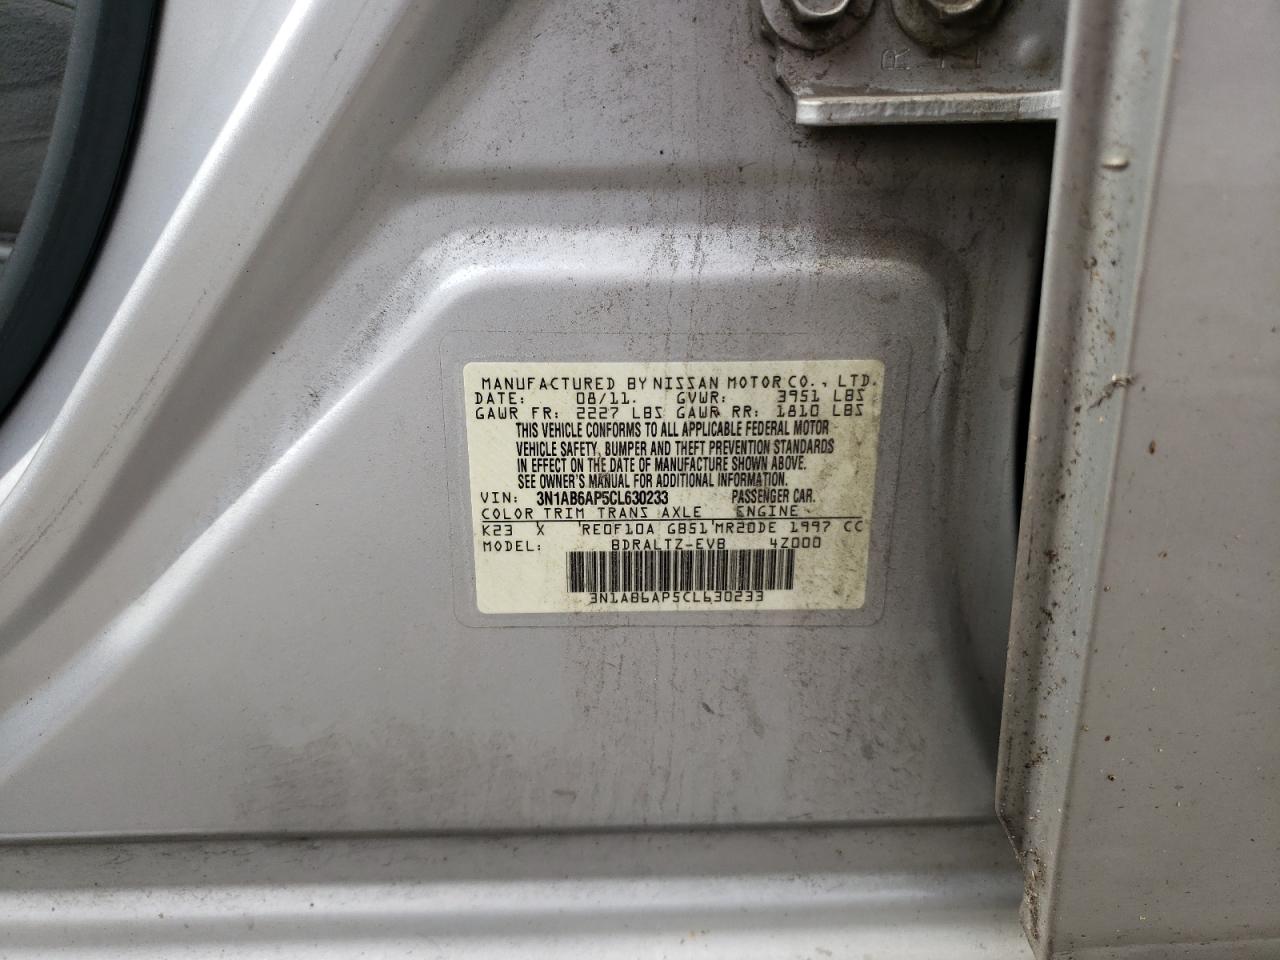 MANUFACTURED BY NISSAN MOTOR CO., LTD.
DATE: 08/11. GVWR: 3951 LBS
GAWR FR: 2227 LBS GAWR RR: 1810 LBS
THIS VEHICLE CONFORMS TO ALL APPLICABLE FEDERAL MOTOR
VEHICLE SAFETY, BUMPER AND THEFT PREVENTION STANDARDS
IN EFFECT ON THE DATE OF MANUFACTURE SHOWN ABOVE.
SEE OWNER'S MANUAL FOR ADDITIONAL INFORMATION.
VIN: 3N1AB6AP5CL630233 PASSENGER CAR.
COLOR TRIM TRANS AXLE ENGINE
K23 X RE0F10A GB51 MR20DE 1997 CC
MODEL: BDRALTZ-EVB 4Z000
3N1AB6AP5CL630233